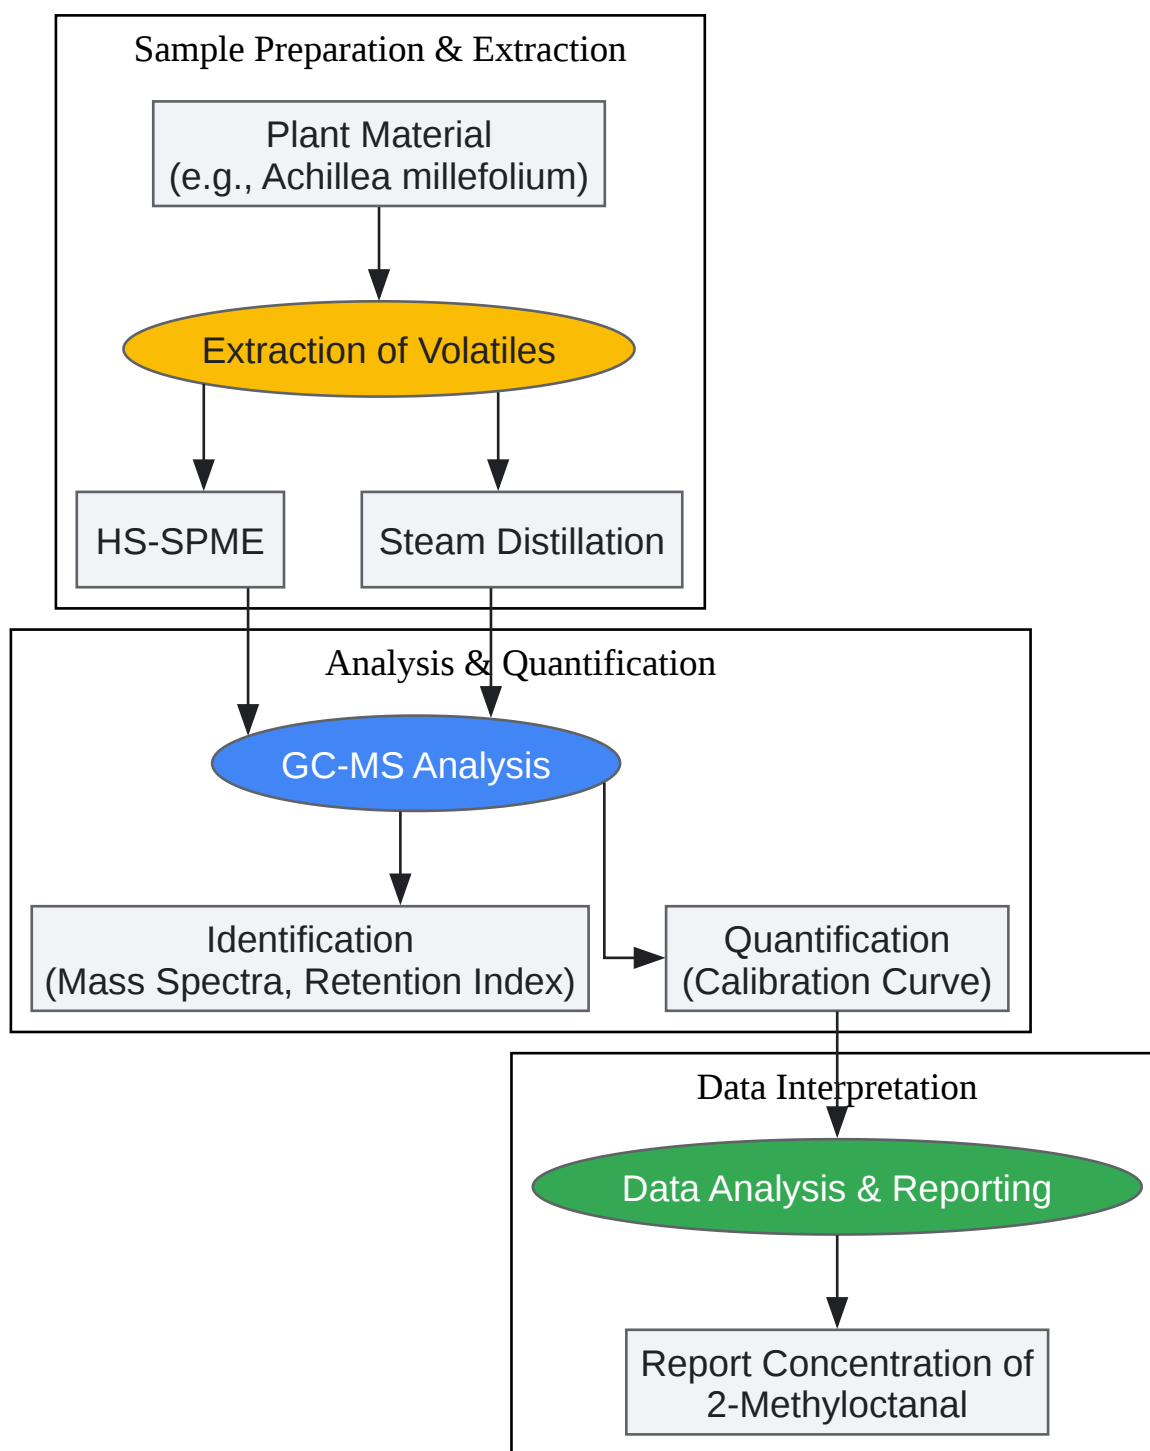 Sample Preparation & Extraction
Plant Material
(e.g., Achillea millefolium)
Extraction of Volatiles
HS-SPME
Steam Distillation
Analysis & Quantification
GC-MS Analysis
Identification
(Mass Spectra, Retention Index)
Quantification
(Calibration Curve)
Data Interpretation
Data Analysis & Reporting
Report Concentration of
2-Methyloctanal